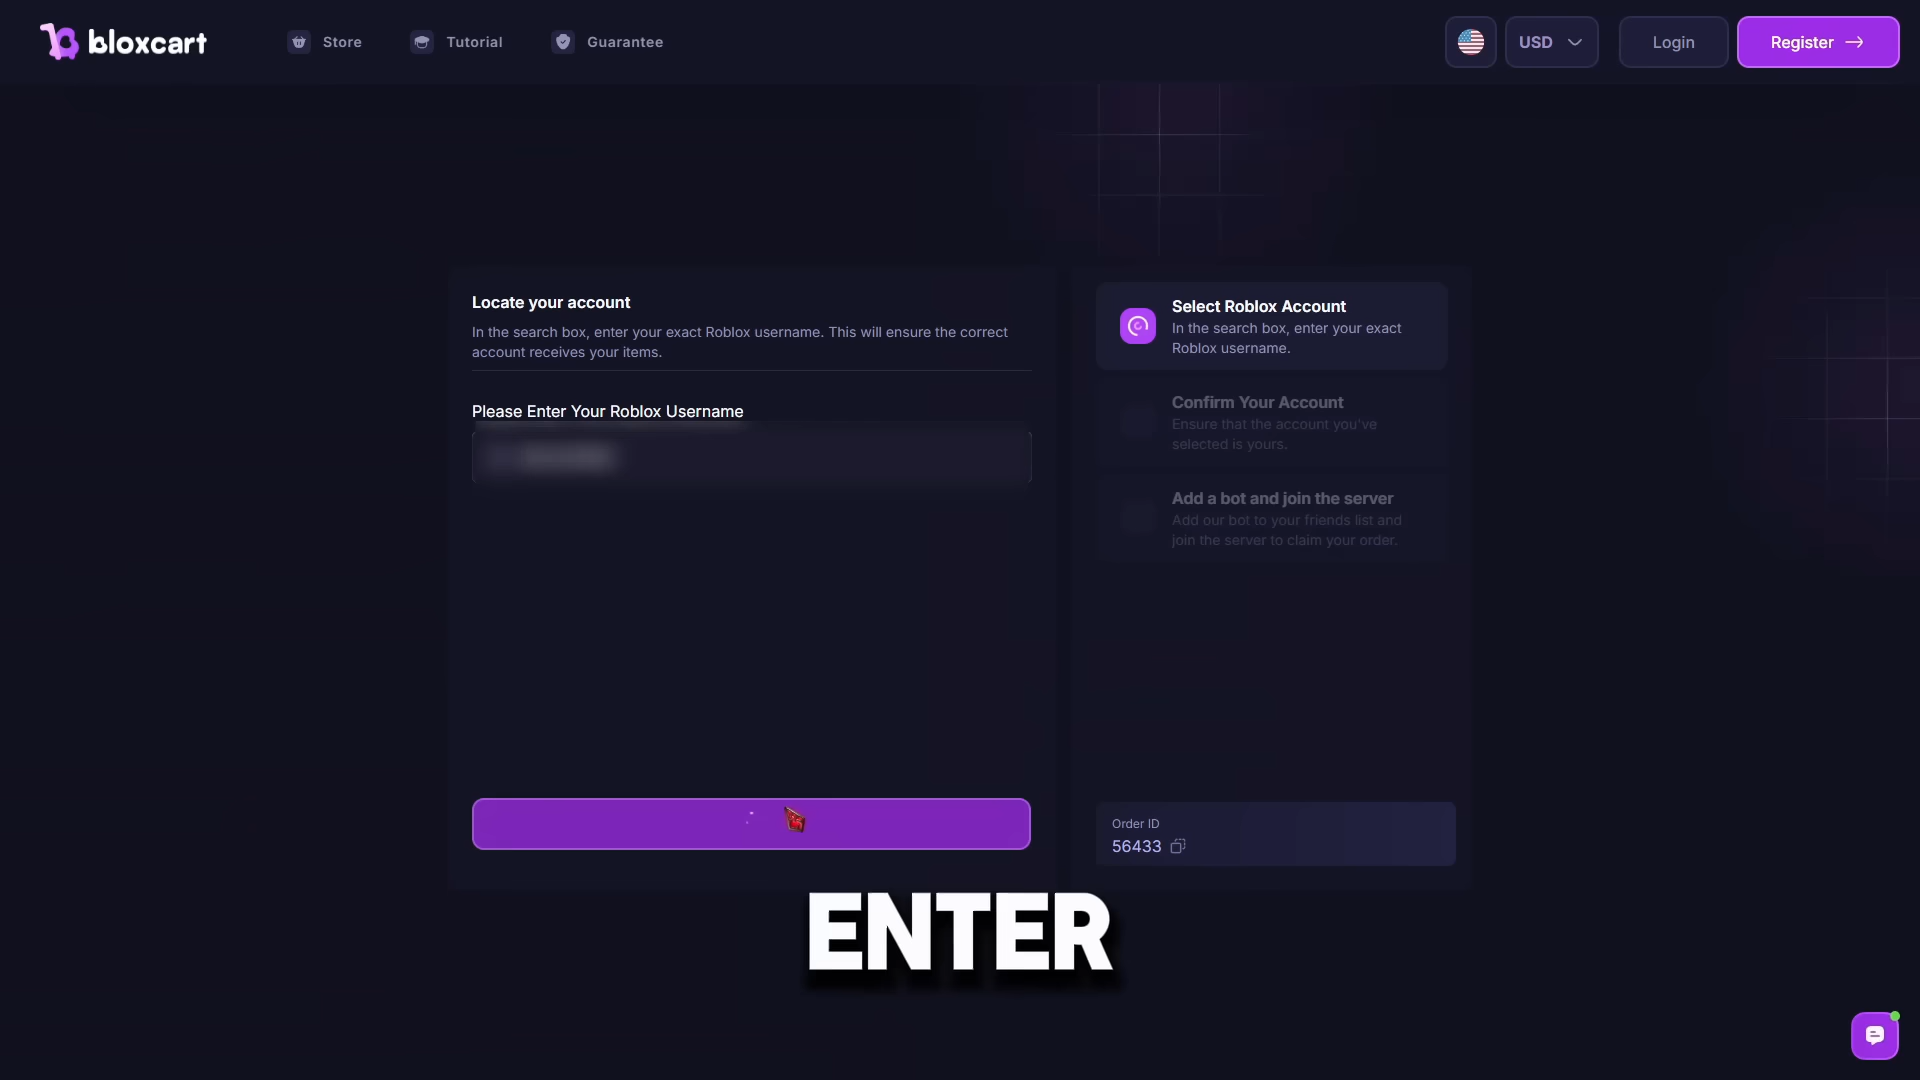 bloxcart
Store
Tutorial
Guarantee
USD
Login
Register
Locate your account
In the search box, enter your exact Roblox username. This will ensure the correct
account receives your items.
Please Enter Your Roblox Username
Select Roblox Account
In the search box, enter your exact
Roblox username.
Confirm Your Account
Ensure that the account you've
selected is yours.
Add a bot and join the server
Add our bot to your friends list and
join the server to claim your order.
Order ID
56433
ENTER